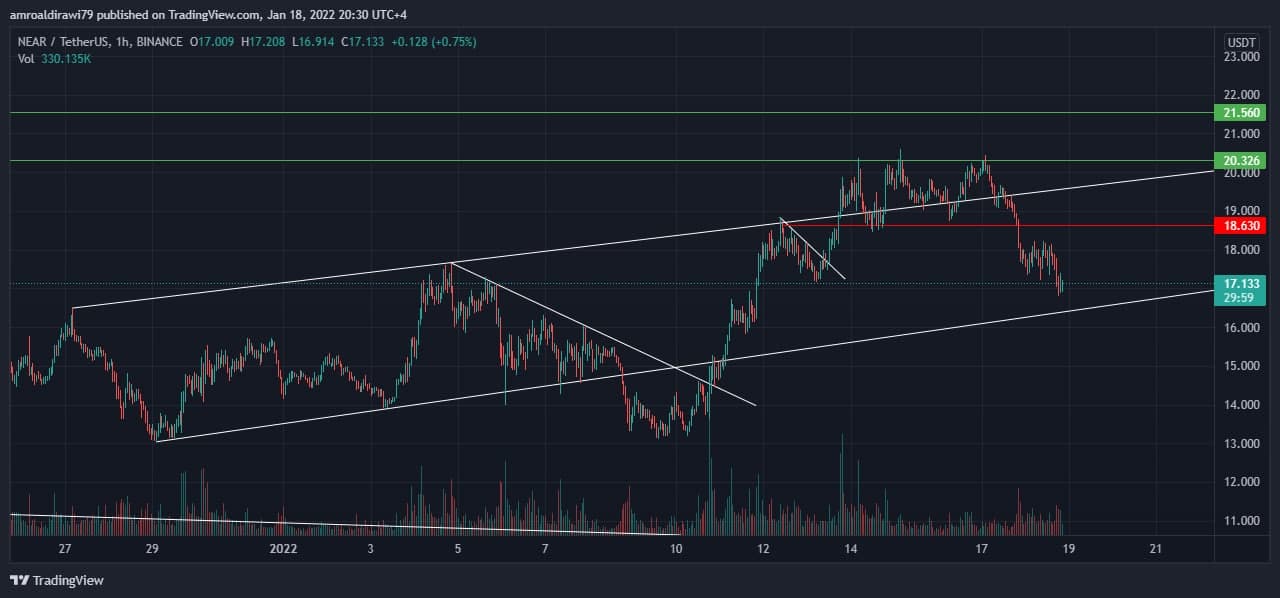 amroaldirawi79 published on TradingView.com, Jan 18, 2022 20:30 UTC+4
NEAR / TetherUS, 1h, BINANCE O17.009 H17.208 L16.914 C17.133 +0.128 (+0.75%)
Vol 330.135K
USDT
23.000
22.000
21.560
21.000
20.326
20.000
19.000
18.630
18.000
17.133
29:59
16.000
15.000
14.000
13.000
12.000
11.000
27 29 2022 3 5 7 10 12 14 17 19 21
TradingView